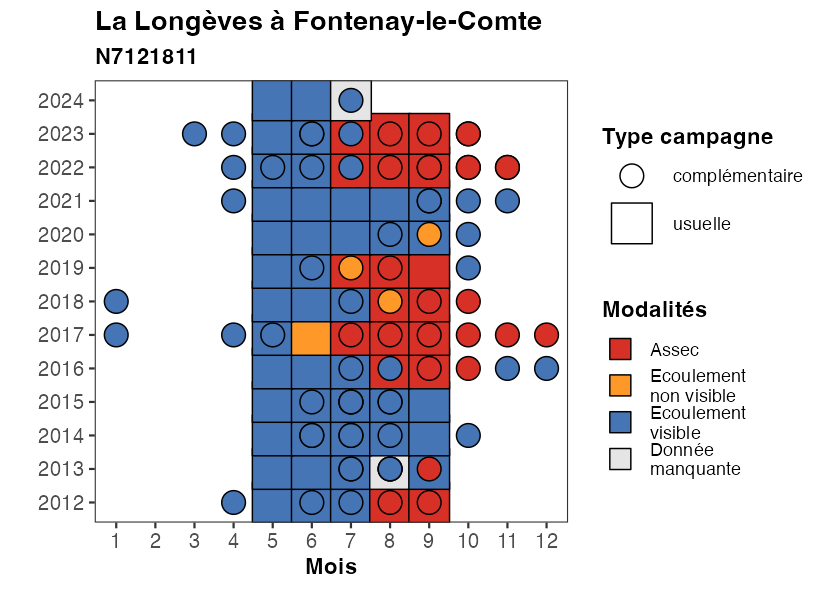 La Longèves à Fontenay-le-Comte
N7121811
2024
2023
2022
2021
2020
2019
2018
2017
2016
2015
2014
2013
2012
1 2 3 4 5 6 7 8 9 10 11 12
Mois
Type campagne
complémentaire
usuelle
Modalités
Assec
Ecoulement
non visible
Ecoulement
visible
Donnée
manquante